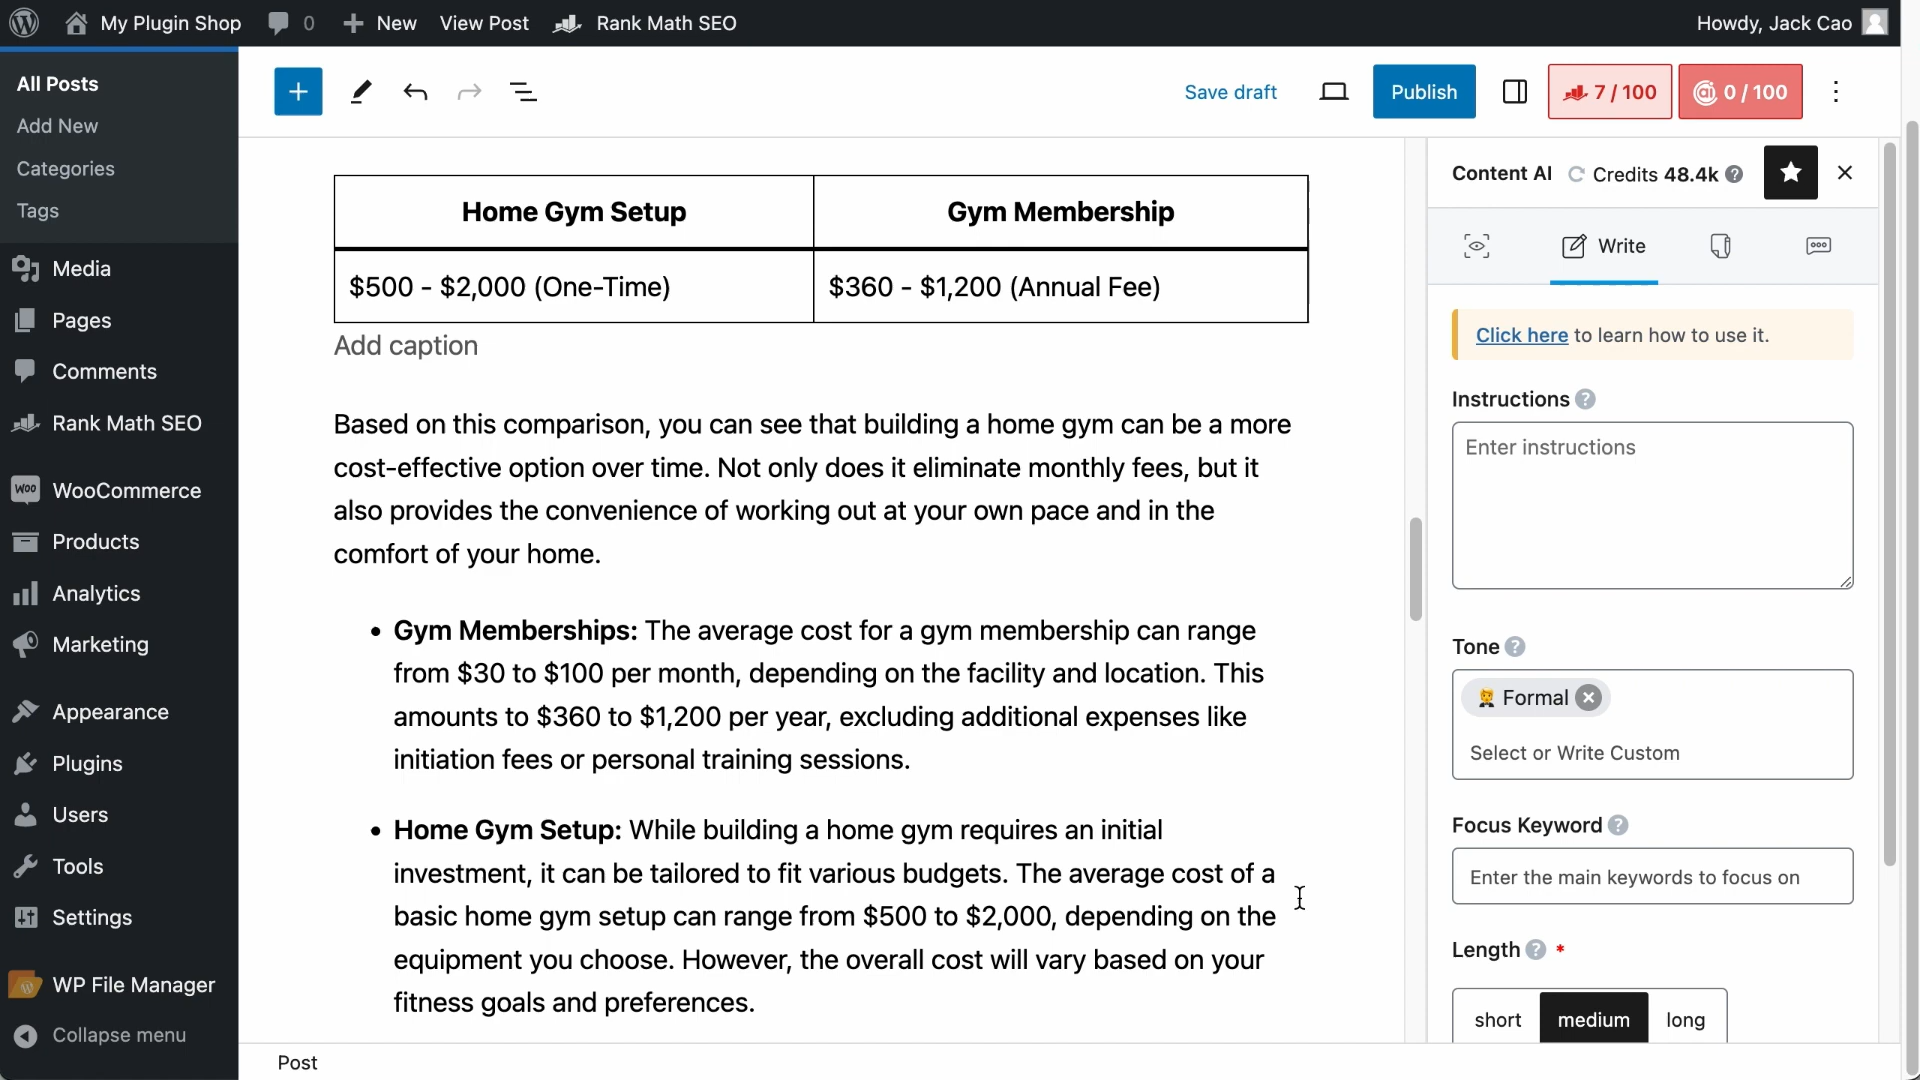 My Plugin Shop
0
New
View Post
Rank Math SEO
Howdy, Jack Cao
All Posts
Add New
Categories
Tags
Media
Pages
Comments
Rank Math SEO
WooCommerce
Products
Analytics
Marketing
Appearance
Plugins
Users
Tools
Settings
WP File Manager
Collapse menu
Save draft
Publish
7 / 100
0 / 100
Home Gym Setup
Gym Membership
$500 - $2,000 (One-Time)
$360 - $1,200 (Annual Fee)
Add caption
Based on this comparison, you can see that building a home gym can be a more
cost-effective option over time. Not only does it eliminate monthly fees, but it
also provides the convenience of working out at your own pace and in the
comfort of your home.
• Gym Memberships: The average cost for a gym membership can range
from $30 to $100 per month, depending on the facility and location. This
amounts to $360 to $1,200 per year, excluding additional expenses like
initiation fees or personal training sessions.
• Home Gym Setup: While building a home gym requires an initial
investment, it can be tailored to fit various budgets. The average cost of a
basic home gym setup can range from $500 to $2,000, depending on the
equipment you choose. However, the overall cost will vary based on your
fitness goals and preferences.
Post
Content AI
Credits 48.4k ?
Write
Click here to learn how to use it.
Instructions ?
Enter instructions
Tone ?
Formal
Select or Write Custom
Focus Keyword ?
Enter the main keywords to focus on
Length ? *
short
medium
long